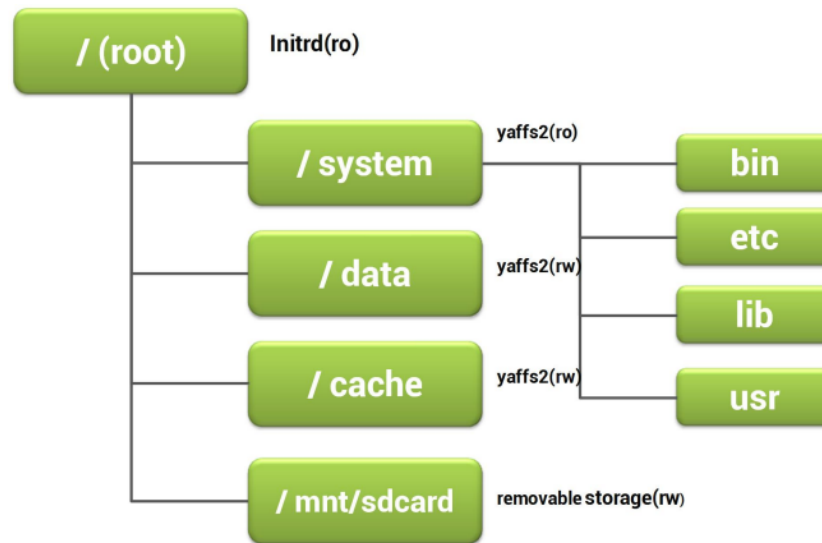 / (root)
Initrd(ro)
/ system
yaffs2(ro)
bin
etc
/ data
yaffs2(rw)
lib
/ cache
yaffs2(rw)
usr
/ mnt/sdcard
removable storage(rw)